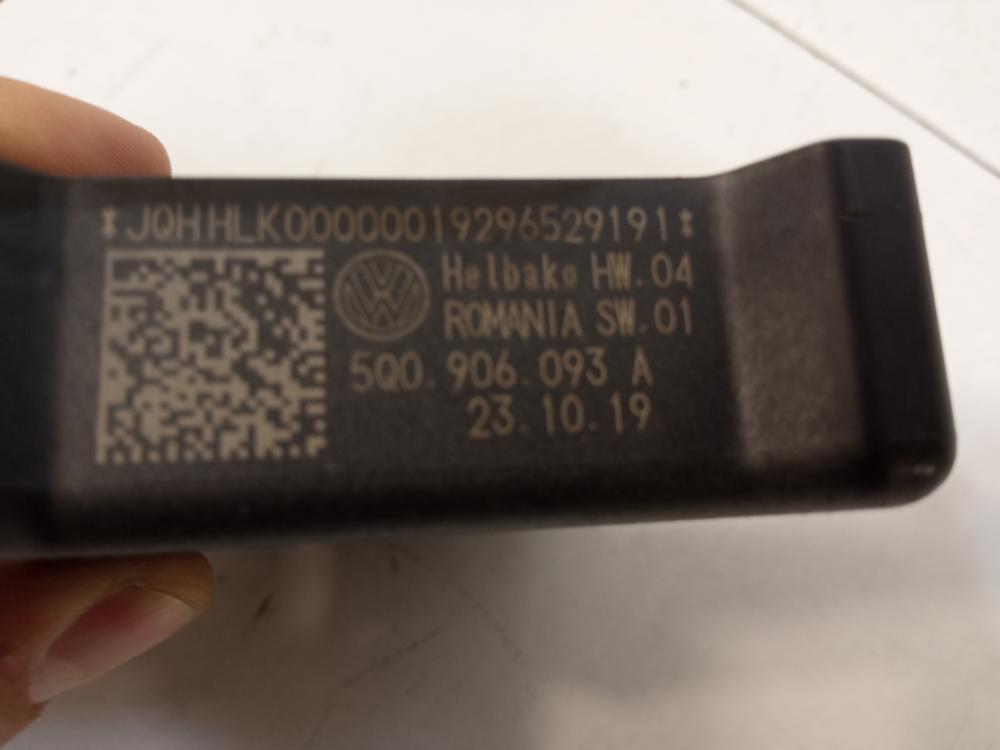 *JQHHLK00000019296529191*
Helbako HW.04
ROMANIA SW.01
5Q0.906.093 A
23.10.19